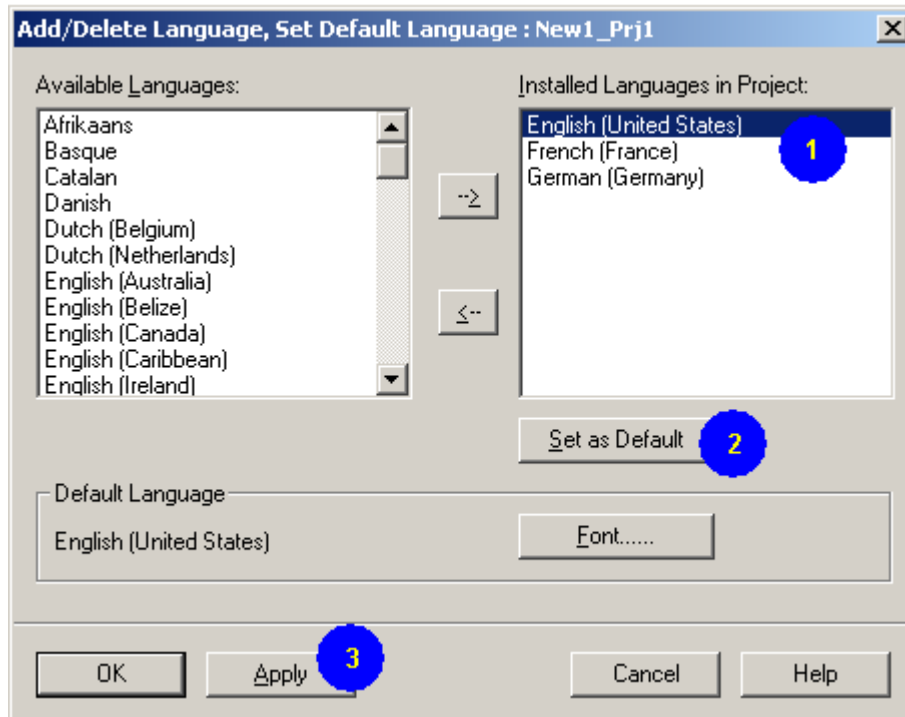 Add/Delete Language, Set Default Language : New1_Prj1
Available Languages:
Afrikaans
Basque
Catalan
Danish
Dutch (Belgium)
Dutch (Netherlands)
English (Australia)
English (Belize)
English (Canada)
English (Caribbean)
English (Ireland)
-->
<--
Installed Languages in Project:
English (United States)
French (France)
German (Germany)
1
Set as Default
2
Default Language
English (United States)
Font......
OK
Apply
3
Cancel
Help